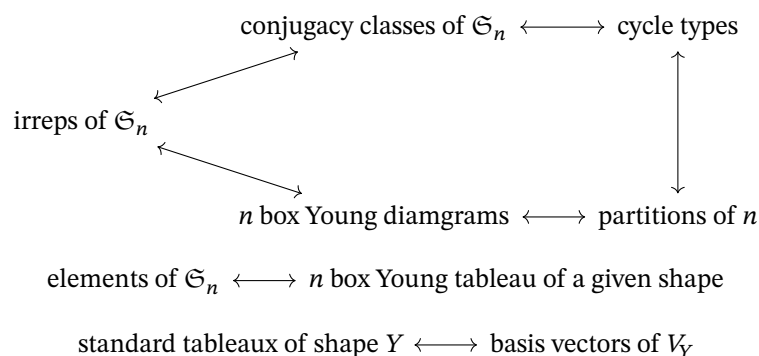 conjugacy classes of 𝔖ₙ ⟷ cycle types
irreps of 𝔖ₙ
n box Young diamgrams ⟷ partitions of n
elements of 𝔖ₙ ⟷ n box Young tableau of a given shape
standard tableaux of shape Y ⟷ basis vectors of V_Y